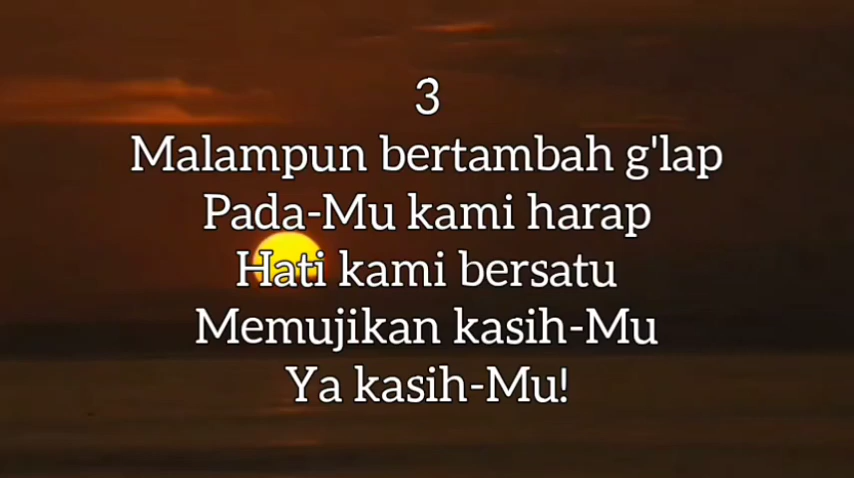 3
Malampun bertambah g'lap
Pada-Mu kami harap
Hati kami bersatu
Memujikan kasih-Mu
Ya kasih-Mu!